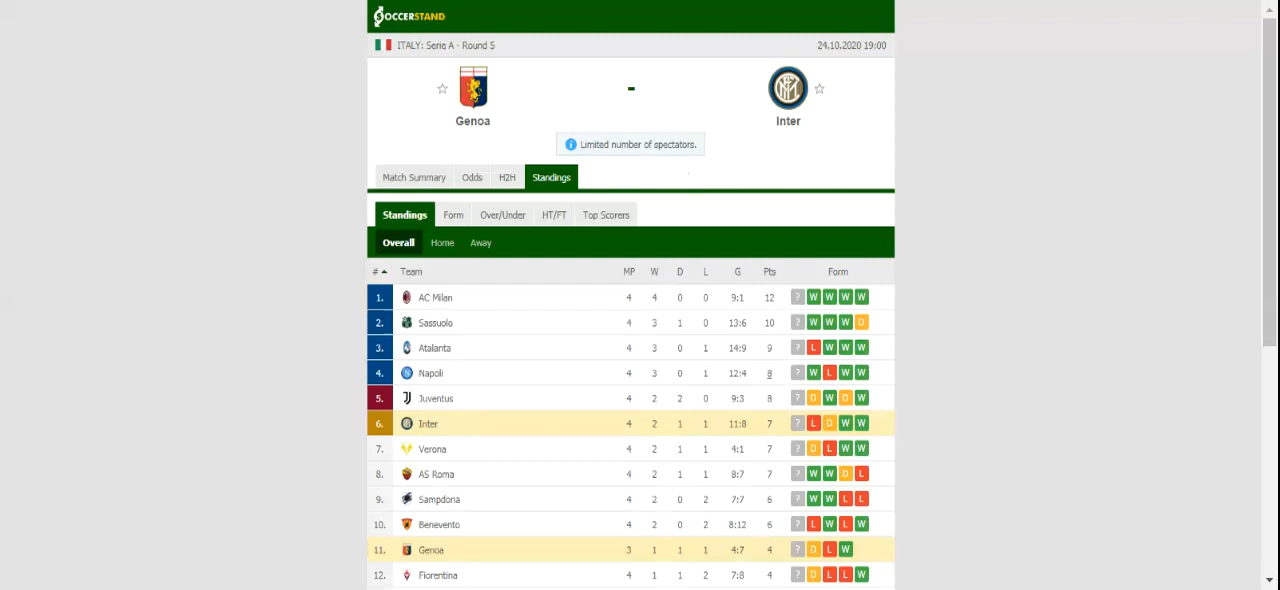 SOCCERSTAND
ITALY: Serie A - Round 5 24.10.2020 19:00
-
Genoa Inter
Limited number of spectators.
Match Summary Odds H2H Standings
Standings Form Over/Under HT/FT Top Scorers
Overall Home Away
# Team MP W D L G Pts Form
1. AC Milan 4 4 0 0 9:1 12 ? W W W W
2. Sassuolo 4 3 1 0 13:6 10 ? W W W D
3. Atalanta 4 3 0 1 14:9 9 ? L W W W
4. Napoli 4 3 0 1 12:4 8 ? W L W W
5. Juventus 4 2 2 0 9:3 8 ? D W D W
6. Inter 4 2 1 1 11:8 7 ? L D W W
7. Verona 4 2 1 1 4:1 7 ? D L W W
8. AS Roma 4 2 1 1 8:7 7 ? W W D L
9. Sampdoria 4 2 0 2 7:7 6 ? W W L L
10. Benevento 4 2 0 2 8:12 6 ? L W L W
11. Genoa 3 1 1 1 4:7 4 ? D L W
12. Fiorentina 4 1 1 2 7:8 4 ? D L L W